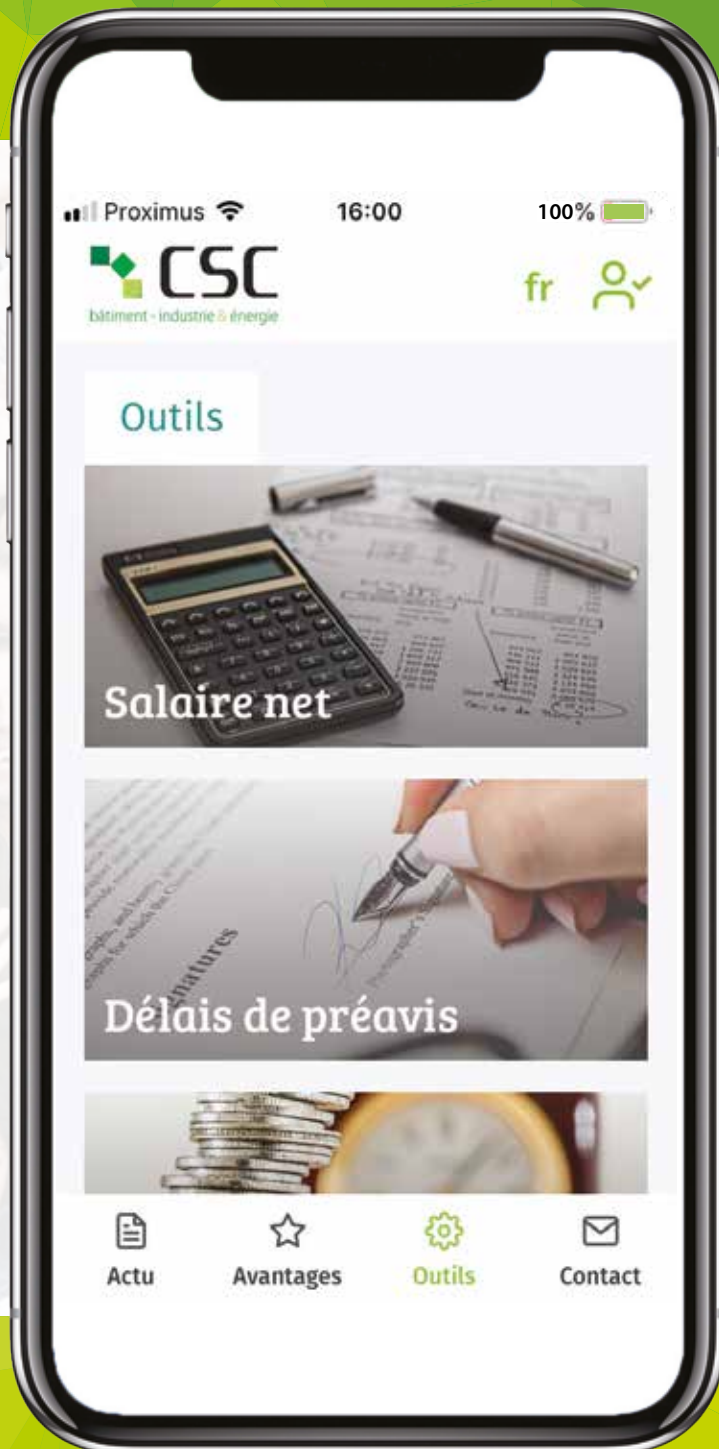 Proximus 16:00 100%
CSC
bâtiment - industrie & énergie
fr
Outils
Salaire net
Signatures
Délais de préavis
Actu Avantages Outils Contact